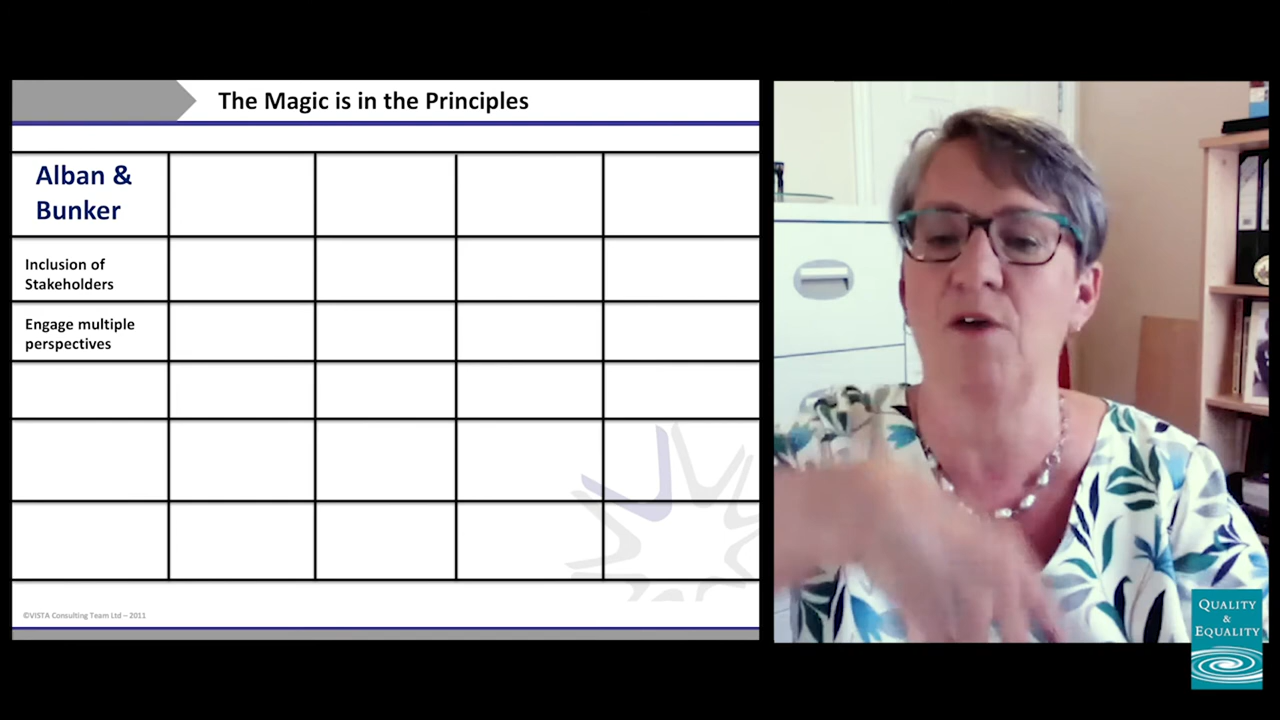 The Magic is in the Principles
Alban &
Bunker
Inclusion of
Stakeholders
Engage multiple
perspectives
©VISTA Consulting Team Ltd – 2011
QUALITY
&
EQUALITY